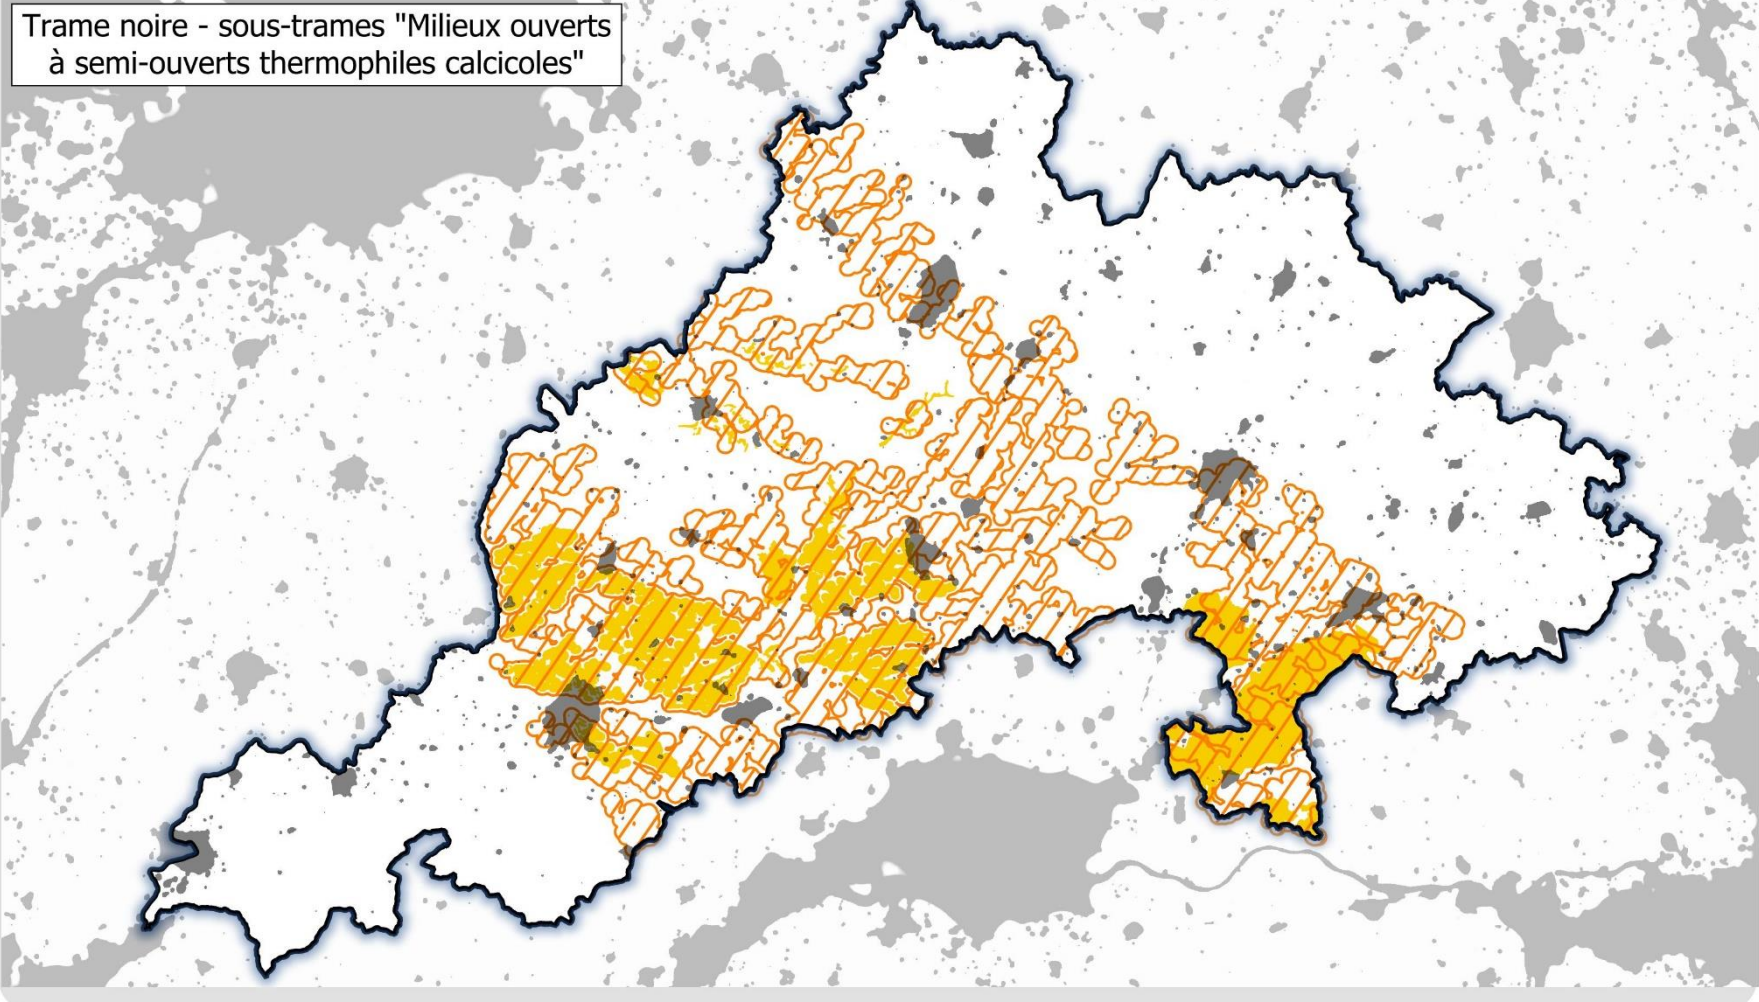 Trame noire - sous-trames "Milieux ouverts
à semi-ouverts thermophiles calcicoles"